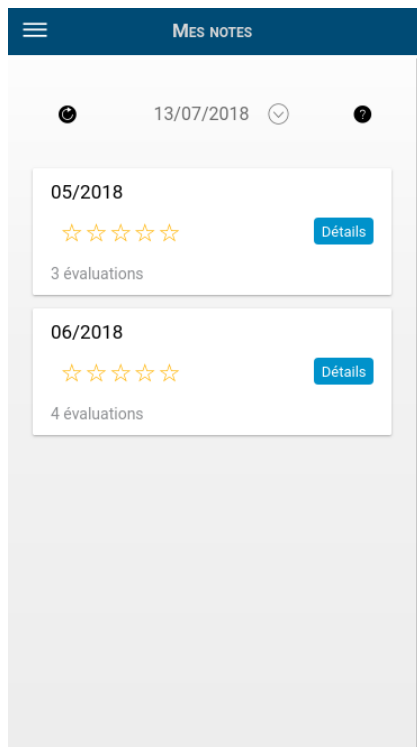 Mes notes
13/07/2018
05/2018
Détails
3 évaluations
06/2018
Détails
4 évaluations